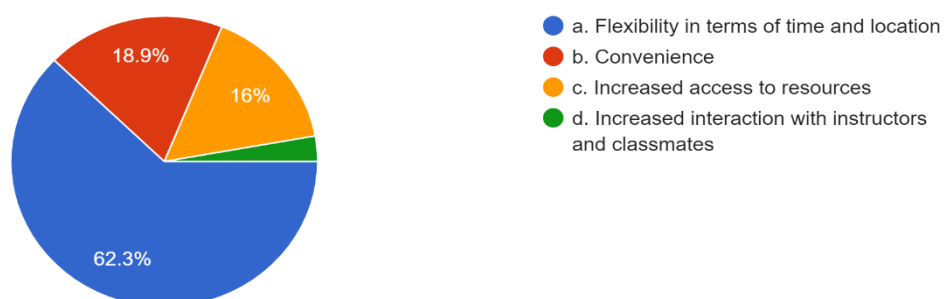 18.9%
16%
62.3%
a. Flexibility in terms of time and location
b. Convenience
c. Increased access to resources
d. Increased interaction with instructors
and classmates